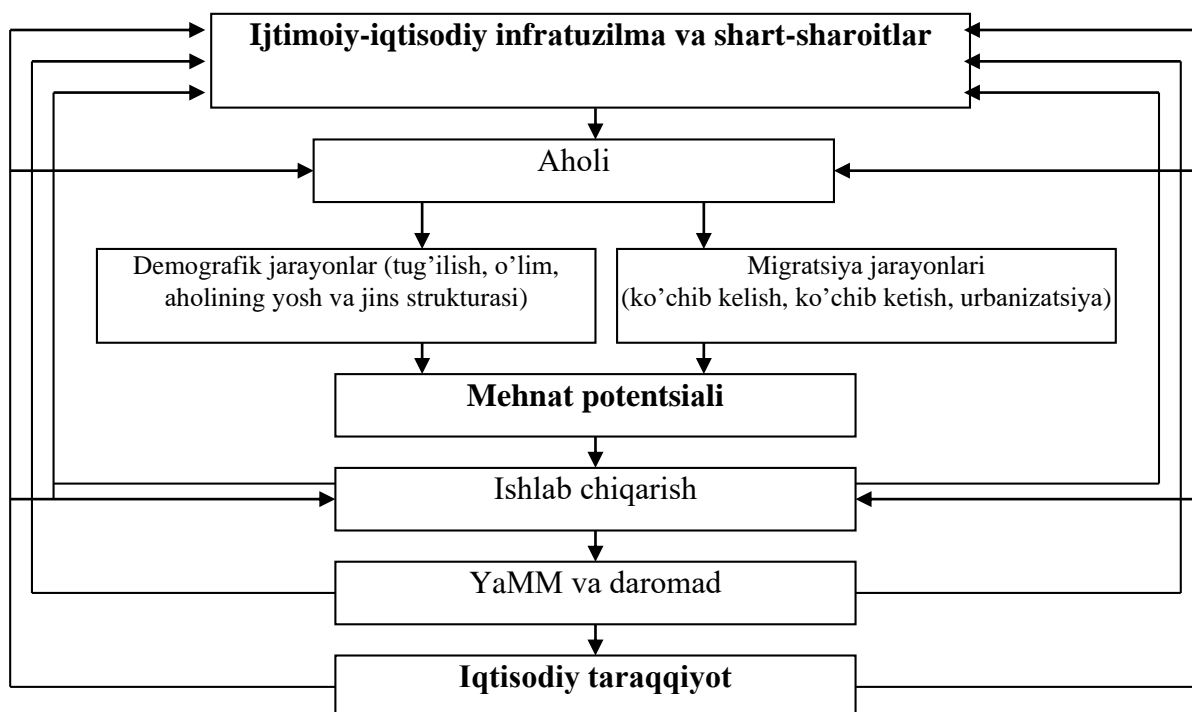 Ijtimoiy-iqtisodiy infratuzilma va shart-sharoitlar
Aholi
Demografik jarayonlar (tug’ilish, o’lim,
aholining yosh va jins strukturasi)
Migratsiya jarayonlari
(ko’chib kelish, ko’chib ketish, urbanizatsiya)
Mehnat potentsiali
Ishlab chiqarish
YaMM va daromad
Iqtisodiy taraqqiyot